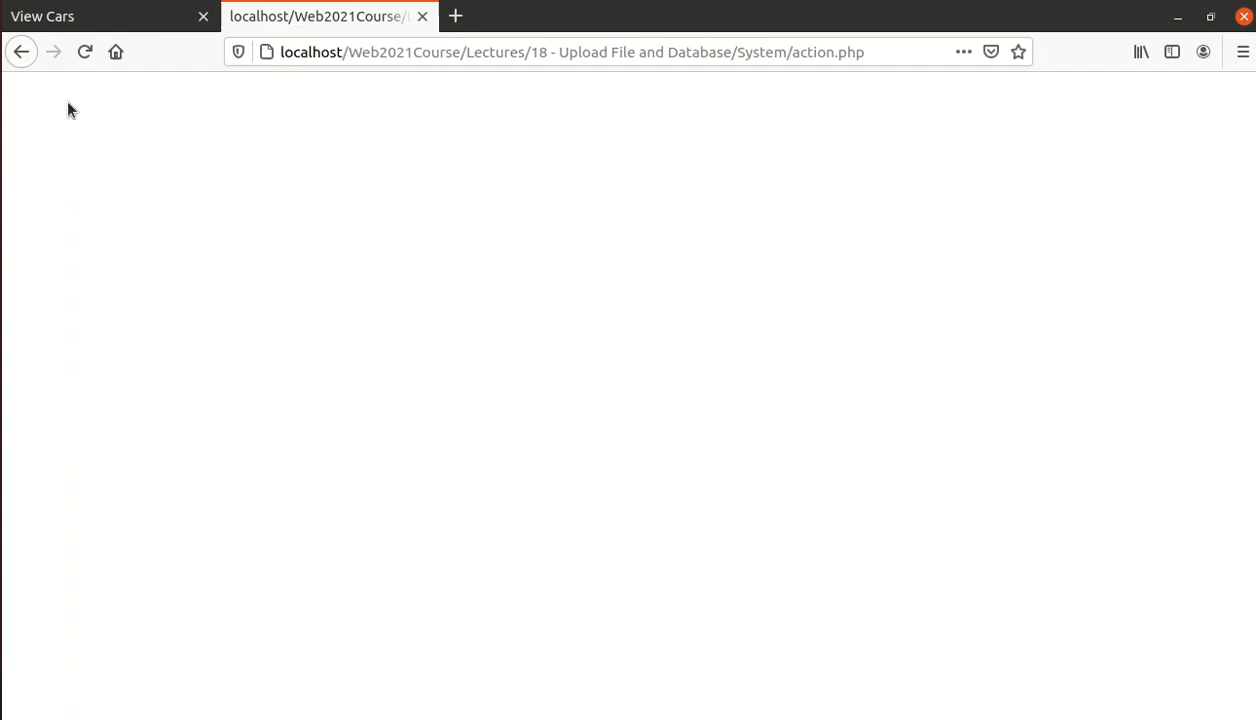 View Cars
localhost/Web2021Course/
localhost/Web2021Course/Lectures/18 - Upload File and Database/System/action.php